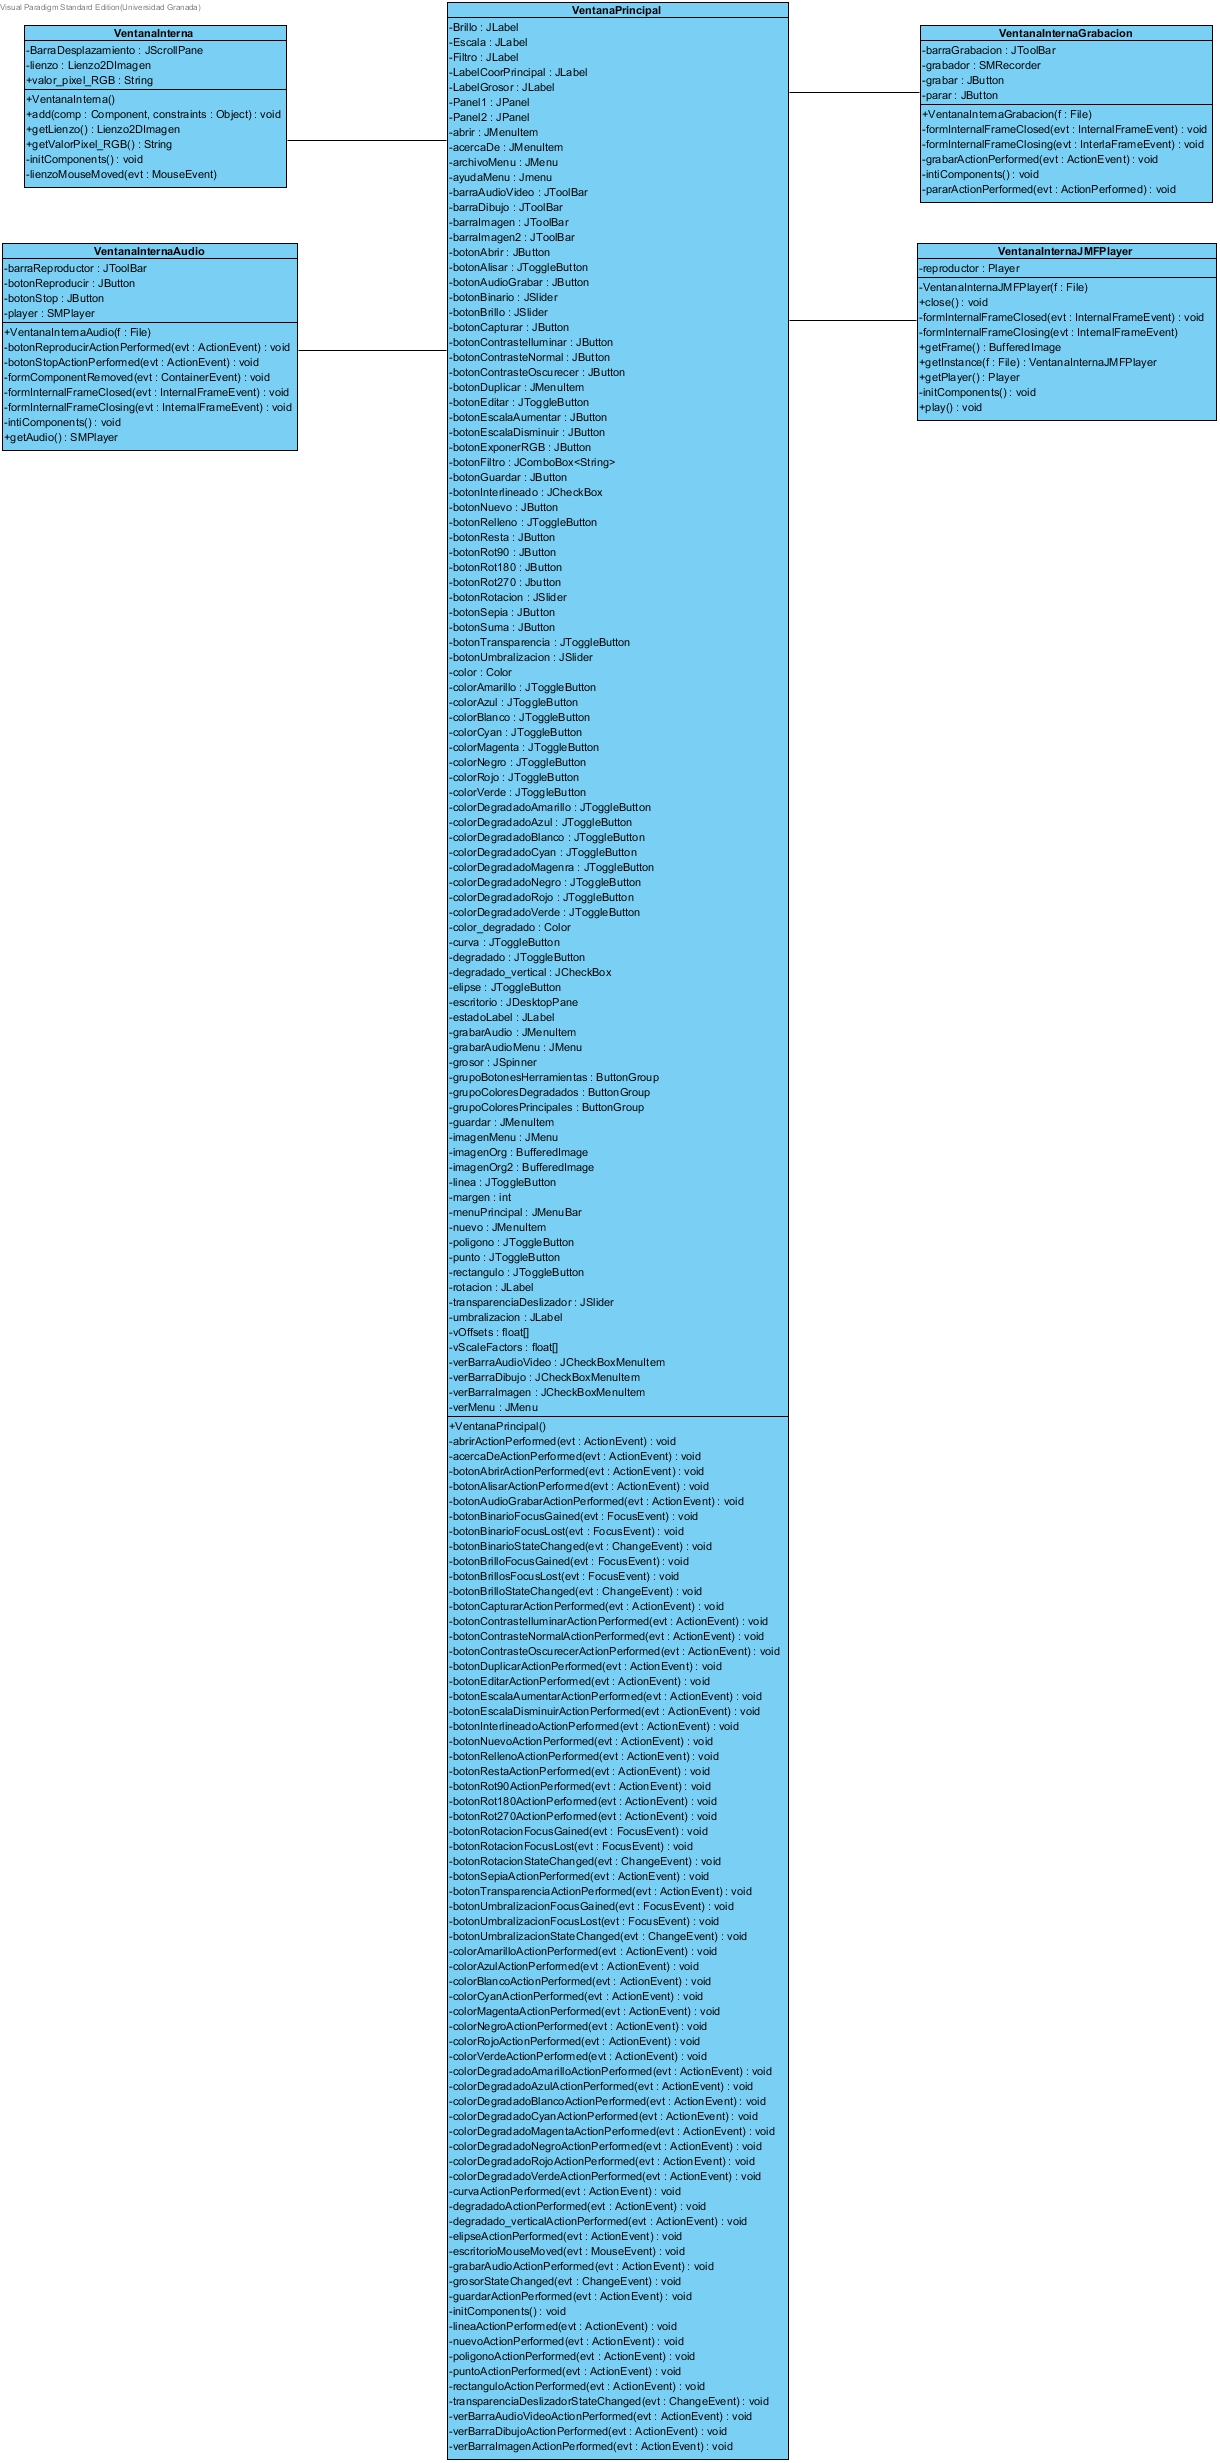 Visual Paradigm Standard Edition(Universidad Granada)
VentanaInterna
-BarraDesplazamiento : JScrollPane
-lienzo : Lienzo2DImagen
+valor_pixel_RGB : String
+VentanaInterna()
+add(comp : Component, constraints : Object) : void
+getLienzo() : Lienzo2DImagen
+getValorPixel_RGB() : String
-initComponents() : void
-lienzoMouseMoved(evt : MouseEvent)
VentanaInternaAudio
-barraReproductor : JToolBar
-botonReproducir : JButton
-botonStop : JButton
-player : SMPlayer
+VentanaInternaAudio(f : File)
-botonReproducirActionPerformed(evt : ActionEvent) : void
-botonStopActionPerformed(evt : ActionEvent) : void
-formComponentRemoved(evt : ContainerEvent) : void
-formInternalFrameClosed(evt : InternalFrameEvent) : void
-formInternalFrameClosing(evt : InternalFrameEvent) : void
-intiComponents() : void
+getAudio() : SMPlayer
VentanaPrincipal
-Brillo : JLabel
-Escala : JLabel
-Filtro : JLabel
-LabelCoorPrincipal : JLabel
-LabelGrosor : JLabel
-Panel1 : JPanel
-Panel2 : JPanel
-abrir : JMenuItem
-acercaDe : JMenuItem
-archivoMenu : JMenu
-ayudaMenu : Jmenu
-barraAudioVideo : JToolBar
-barraDibujo : JToolBar
-barraImagen : JToolBar
-barraImagen2 : JToolBar
-botonAbrir : JButton
-botonAlisar : JToggleButton
-botonAudioGrabar : JButton
-botonBinario : JSlider
-botonBrillo : JSlider
-botonCapturar : JButton
-botonContrasteIluminar : JButton
-botonContrasteNormal : JButton
-botonContrasteOscurecer : JButton
-botonDuplicar : JMenuItem
-botonEditar : JToggleButton
-botonEscalaAumentar : JButton
-botonEscalaDisminuir : JButton
-botonExponerRGB : JButton
-botonFiltro : JComboBox<String>
-botonGuardar : JButton
-botonInterlineado : JCheckBox
-botonNuevo : JButton
-botonRelleno : JToggleButton
-botonResta : JButton
-botonRot90 : JButton
-botonRot180 : JButton
-botonRot270 : Jbutton
-botonRotacion : JSlider
-botonSepia : JButton
-botonSuma : JButton
-botonTransparencia : JToggleButton
-botonUmbralizacion : JSlider
-color : Color
-colorAmarillo : JToggleButton
-colorAzul : JToggleButton
-colorBlanco : JToggleButton
-colorCyan : JToggleButton
-colorMagenta : JToggleButton
-colorNegro : JToggleButton
-colorRojo : JToggleButton
-colorVerde : JToggleButton
-colorDegradadoAmarillo : JToggleButton
-colorDegradadoAzul : JToggleButton
-colorDegradadoBlanco : JToggleButton
-colorDegradadoCyan : JToggleButton
-colorDegradadoMagenra : JToggleButton
-colorDegradadoNegro : JToggleButton
-colorDegradadoRojo : JToggleButton
-colorDegradadoVerde : JToggleButton
-color_degradado : Color
-curva : JToggleButton
-degradado : JToggleButton
-degradado_vertical : JCheckBox
-elipse : JToggleButton
-escritorio : JDesktopPane
-estadoLabel : JLabel
-grabarAudio : JMenuItem
-grabarAudioMenu : JMenu
-grosor : JSpinner
-grupoBotonesHerramientas : ButtonGroup
-grupoColoresDegradados : ButtonGroup
-grupoColoresPrincipales : ButtonGroup
-guardar : JMenuItem
-imagenMenu : JMenu
-imagenOrg : BufferedImage
-imagenOrg2 : BufferedImage
-linea : JToggleButton
-margen : int
-menuPrincipal : JMenuBar
-nuevo : JMenuItem
-poligono : JToggleButton
-punto : JToggleButton
-rectangulo : JToggleButton
-rotacion : JLabel
-transparenciaDeslizador : JSlider
-umbralizacion : JLabel
-vOffsets : float[]
-vScaleFactors : float[]
-verBarraAudioVideo : JCheckBoxMenuItem
-verBarraDibujo : JCheckBoxMenuItem
-verBarraImagen : JCheckBoxMenuItem
-verMenu : JMenu
+VentanaPrincipal()
-abrirActionPerformed(evt : ActionEvent) : void
-acercaDeActionPerformed(evt : ActionEvent) : void
-botonAbrirActionPerformed(evt : ActionEvent) : void
-botonAlisarActionPerformed(evt : ActionEvent) : void
-botonAudioGrabarActionPerformed(evt : ActionEvent) : void
-botonBinarioFocusGained(evt : FocusEvent) : void
-botonBinarioFocusLost(evt : FocusEvent) : void
-botonBinarioStateChanged(evt : ChangeEvent) : void
-botonBrilloFocusGained(evt : FocusEvent) : void
-botonBrillosFocusLost(evt : FocusEvent) : void
-botonBrilloStateChanged(evt : ChangeEvent) : void
-botonCapturarActionPerformed(evt : ActionEvent) : void
-botonContrasteIluminarActionPerformed(evt : ActionEvent) : void
-botonContrasteNormalActionPerformed(evt : ActionEvent) : void
-botonContrasteOscurecerActionPerformed(evt : ActionEvent) : void
-botonDuplicarActionPerformed(evt : ActionEvent) : void
-botonEditarActionPerformed(evt : ActionEvent) : void
-botonEscalaAumentarActionPerformed(evt : ActionEvent) : void
-botonEscalaDisminuirActionPerformed(evt : ActionEvent) : void
-botonInterlineadoActionPerformed(evt : ActionEvent) : void
-botonNuevoActionPerformed(evt : ActionEvent) : void
-botonRellenoActionPerformed(evt : ActionEvent) : void
-botonRestaActionPerformed(evt : ActionEvent) : void
-botonRot90ActionPerformed(evt : ActionEvent) : void
-botonRot180ActionPerformed(evt : ActionEvent) : void
-botonRot270ActionPerformed(evt : ActionEvent) : void
-botonRotacionFocusGained(evt : FocusEvent) : void
-botonRotacionFocusLost(evt : FocusEvent) : void
-botonRotacionStateChanged(evt : ChangeEvent) : void
-botonSepiaActionPerformed(evt : ActionEvent) : void
-botonTransparenciaActionPerformed(evt : ActionEvent) : void
-botonUmbralizacionFocusGained(evt : FocusEvent) : void
-botonUmbralizacionFocusLost(evt : FocusEvent) : void
-botonUmbralizacionStateChanged(evt : ChangeEvent) : void
-colorAmarilloActionPerformed(evt : ActionEvent) : void
-colorAzulActionPerformed(evt : ActionEvent) : void
-colorBlancoActionPerformed(evt : ActionEvent) : void
-colorCyanActionPerformed(evt : ActionEvent) : void
-colorMagentaActionPerformed(evt : ActionEvent) : void
-colorNegroActionPerformed(evt : ActionEvent) : void
-colorRojoActionPerformed(evt : ActionEvent) : void
-colorVerdeActionPerformed(evt : ActionEvent) : void
-colorDegradadoAmarilloActionPerformed(evt : ActionEvent) : void
-colorDegradadoAzulActionPerformed(evt : ActionEvent) : void
-colorDegradadoBlancoActionPerformed(evt : ActionEvent) : void
-colorDegradadoCyanActionPerformed(evt : ActionEvent) : void
-colorDegradadoMagentaActionPerformed(evt : ActionEvent) : void
-colorDegradadoNegroActionPerformed(evt : ActionEvent) : void
-colorDegradadoRojoActionPerformed(evt : ActionEvent) : void
-colorDegradadoVerdeActionPerformed(evt : ActionEvent) : void
-curvaActionPerformed(evt : ActionEvent) : void
-degradadoActionPerformed(evt : ActionEvent) : void
-degradado_verticalActionPerformed(evt : ActionEvent) : void
-elipseActionPerformed(evt : ActionEvent) : void
-escritorioMouseMoved(evt : MouseEvent) : void
-grabarAudioActionPerformed(evt : ActionEvent) : void
-grosorStateChanged(evt : ChangeEvent) : void
-guardarActionPerformed(evt : ActionEvent) : void
-initComponents() : void
-lineaActionPerformed(evt : ActionEvent) : void
-nuevoActionPerformed(evt : ActionEvent) : void
-poligonoActionPerformed(evt : ActionEvent) : void
-puntoActionPerformed(evt : ActionEvent) : void
-rectanguloActionPerformed(evt : ActionEvent) : void
-transparenciaDeslizadorStateChanged(evt : ChangeEvent) : void
-verBarraAudioVideoActionPerformed(evt : ActionEvent) : void
-verBarraDibujoActionPerformed(evt : ActionEvent) : void
-verBarraImagenActionPerformed(evt : ActionEvent) : void
VentanaInternaGrabacion
-barraGrabacion : JToolBar
-grabador : SMRecorder
-grabar : JButton
-parar : JButton
+VentanaInternaGrabacion(f : File)
-formInternalFrameClosed(evt : InternalFrameEvent) : void
-formInternalFrameClosing(evt : InterlaFrameEvent) : void
-grabarActionPerformed(evt : ActionEvent) : void
-intiComponents() : void
-pararActionPerformed(evt : ActionPerformed) : void
VentanaInternaJMFPlayer
-reproductor : Player
-VentanaInternaJMFPlayer(f : File)
+close() : void
-formInternalFrameClosed(evt : InternalFrameEvent) : void
-formInternalFrameClosing(evt : InternalFrameEvent)
+getFrame() : BufferedImage
+getInstance(f : File) : VentanaInternaJMFPlayer
+getPlayer() : Player
-initComponents() : void
+play() : void